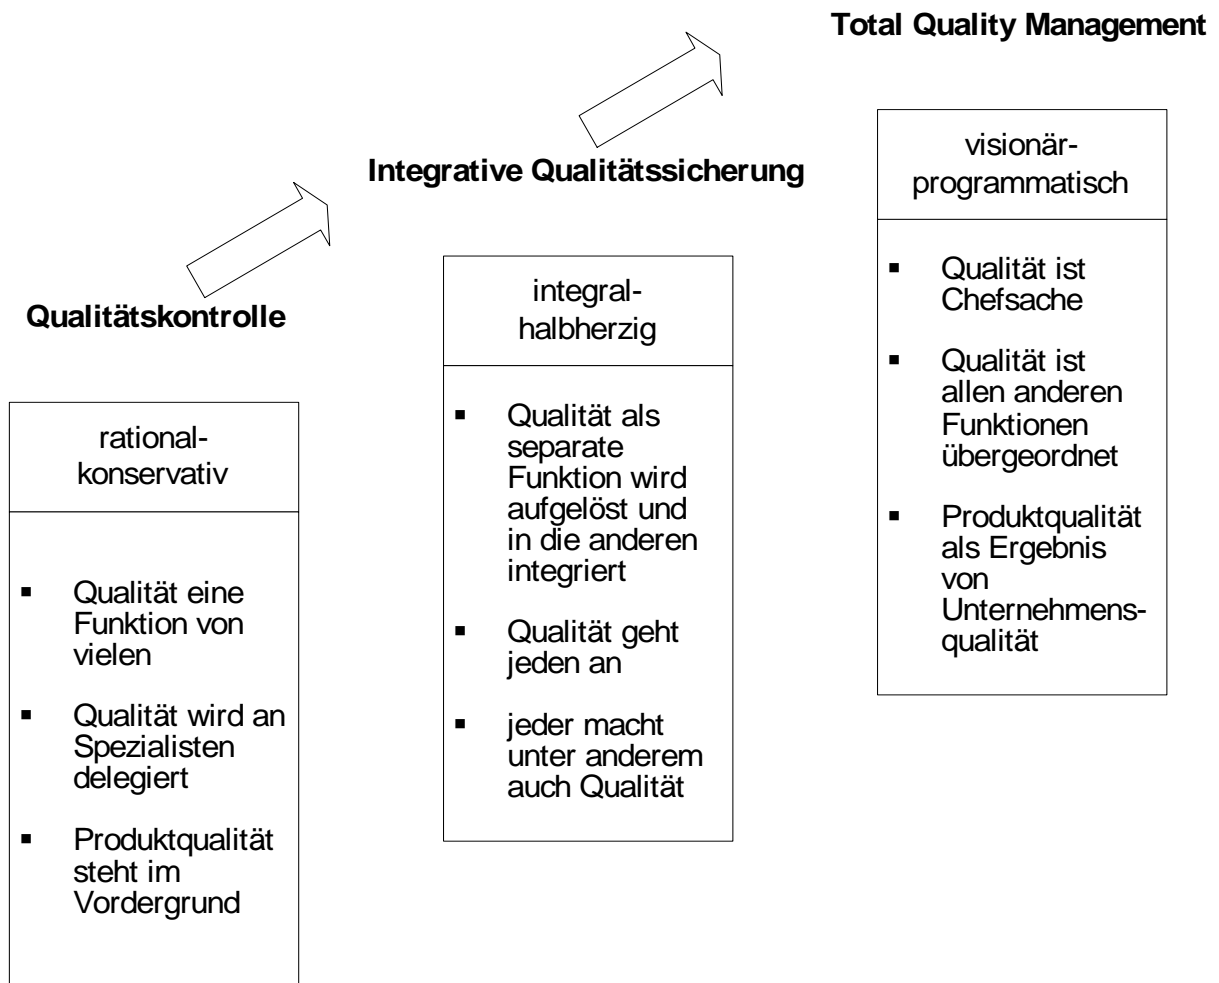 Total Quality Management
visionär-
programmatisch
▪ Qualität ist
Chefsache
▪ Qualität ist
allen anderen
Funktionen
übergeordnet
▪ Produktqualität
als Ergebnis
von
Unternehmens-
qualität
Integrative Qualitätssicherung
integral-
halbherzig
▪ Qualität als
separate
Funktion wird
aufgelöst und
in die anderen
integriert
▪ Qualität geht
jeden an
▪ jeder macht
unter anderem
auch Qualität
Qualitätskontrolle
rational-
konservativ
▪ Qualität eine
Funktion von
vielen
▪ Qualität wird an
Spezialisten
delegiert
▪ Produktqualität
steht im
Vordergrund